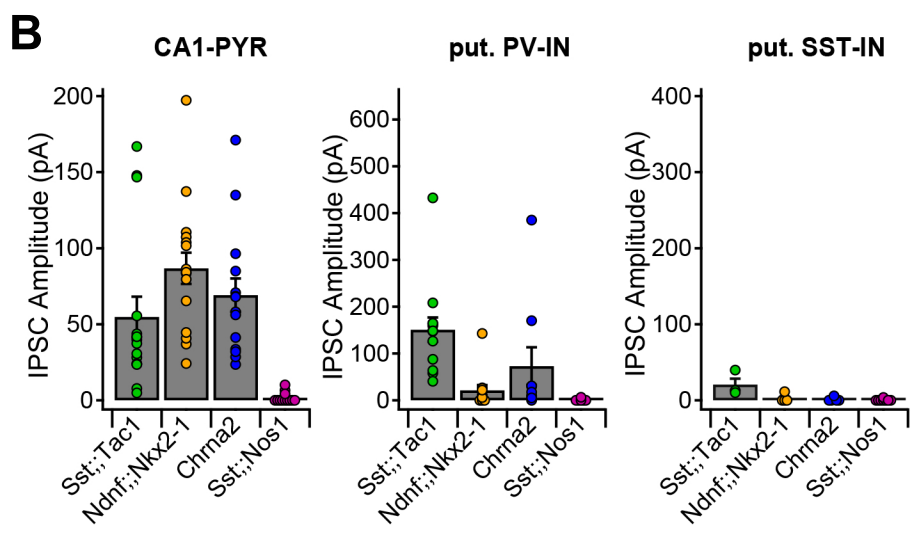 B
CA1-PYR
put. PV-IN
put. SST-IN
IPSC Amplitude (pA)
200
150
100
50
0
Sst;;Tac1
Ndnf;;Nkx2-1
Chrna2
Sst;;Nos1
IPSC Amplitude (pA)
600
500
400
300
200
100
0
Sst;;Tac1
Ndnf;;Nkx2-1
Chrna2
Sst;;Nos1
IPSC Amplitude (pA)
400
300
200
100
0
Sst;;Tac1
Ndnf;;Nkx2-1
Chrna2
Sst;;Nos1